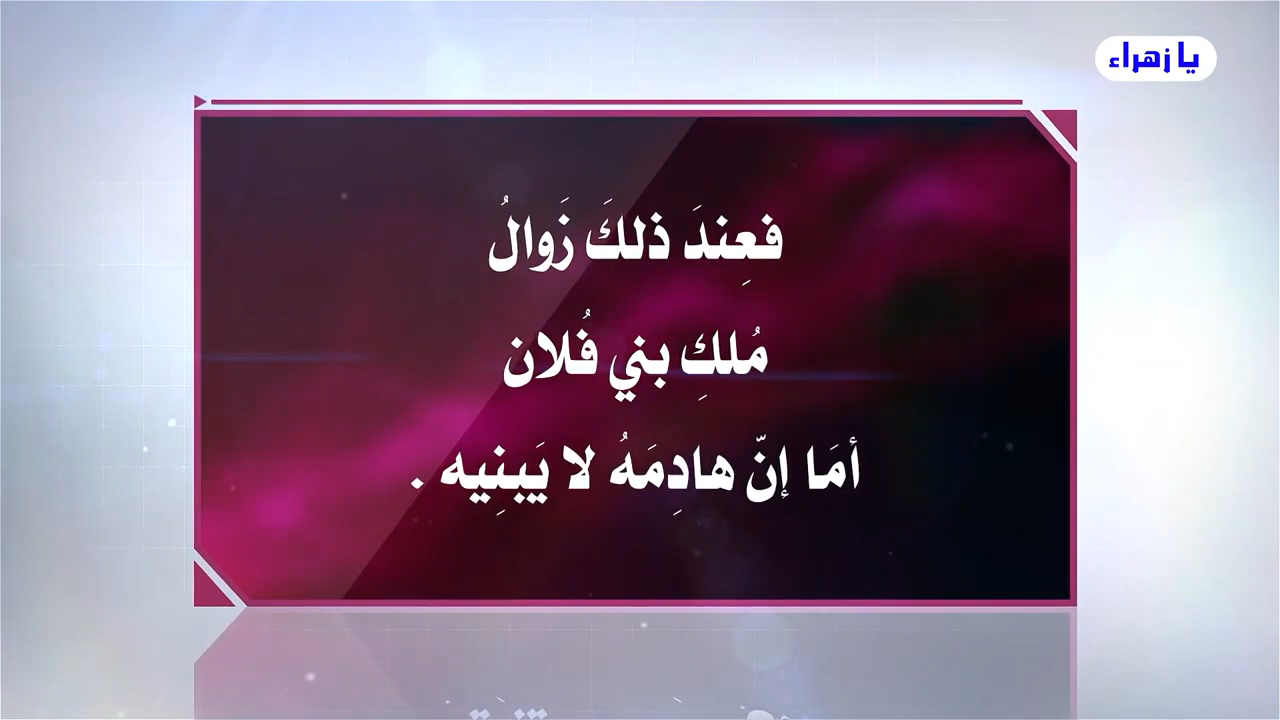 يا زهراء
فعِندَ ذلكَ زَوالُ
مُلكِ بني فُلان
أمَا إنّ هادِمَهُ لا يَبنِيه .